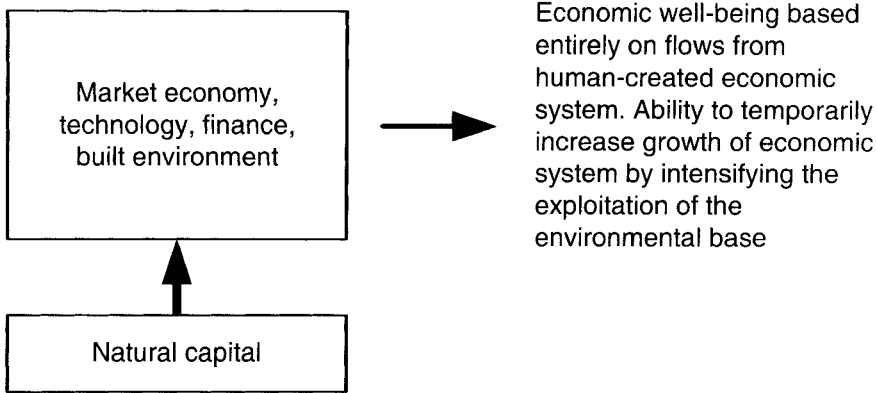 Market economy,
technology, finance,
built environment
Natural capital
Economic well-being based
entirely on flows from
human-created economic
system. Ability to temporarily
increase growth of economic
system by intensifying the
exploitation of the
environmental base